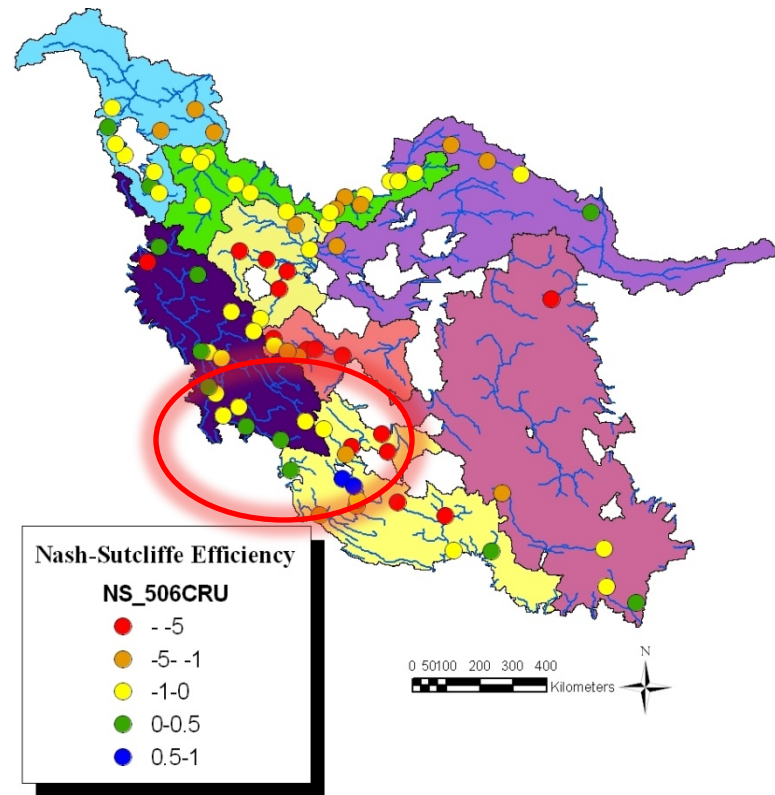 Nash-Sutcliffe Efficiency
NS_506CRU
- -5
-5- -1
-1-0
0-0.5
0.5-1
N
0 50100 200 300 400
Kilometers